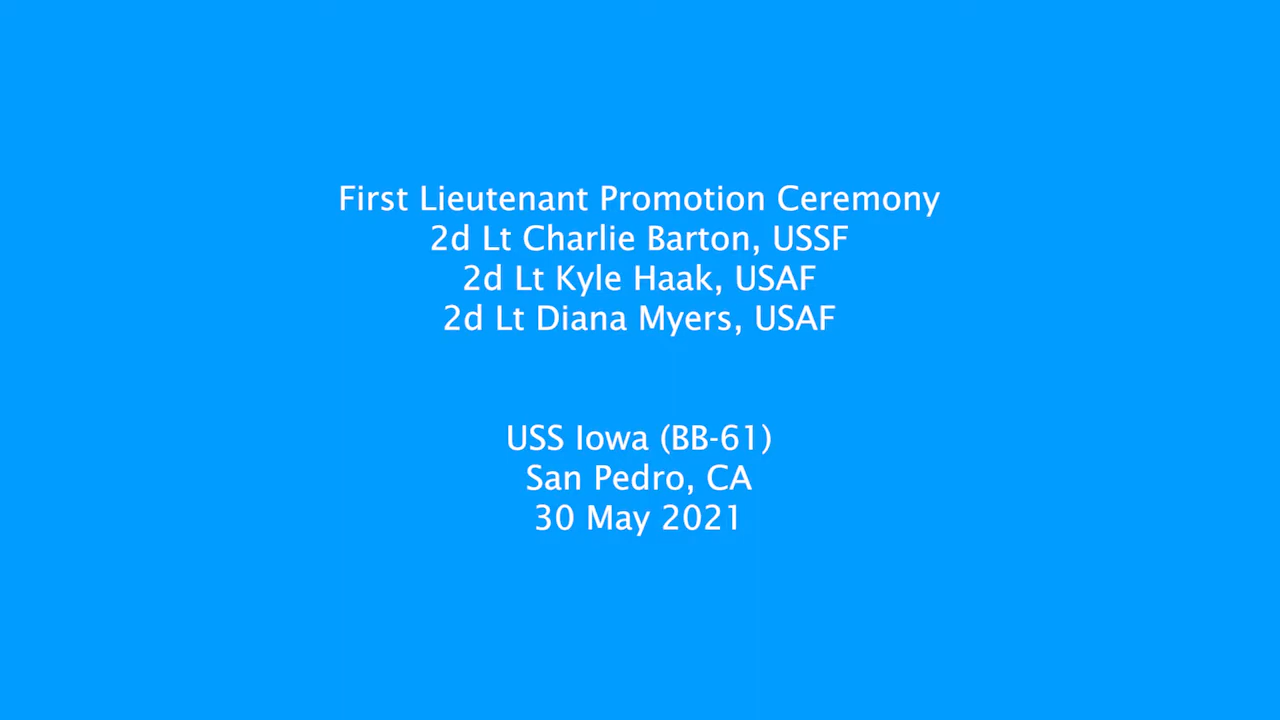 First Lieutenant Promotion Ceremony
2d Lt Charlie Barton, USSF
2d Lt Kyle Haak, USAF
2d Lt Diana Myers, USAF
USS Iowa (BB-61)
San Pedro, CA
30 May 2021